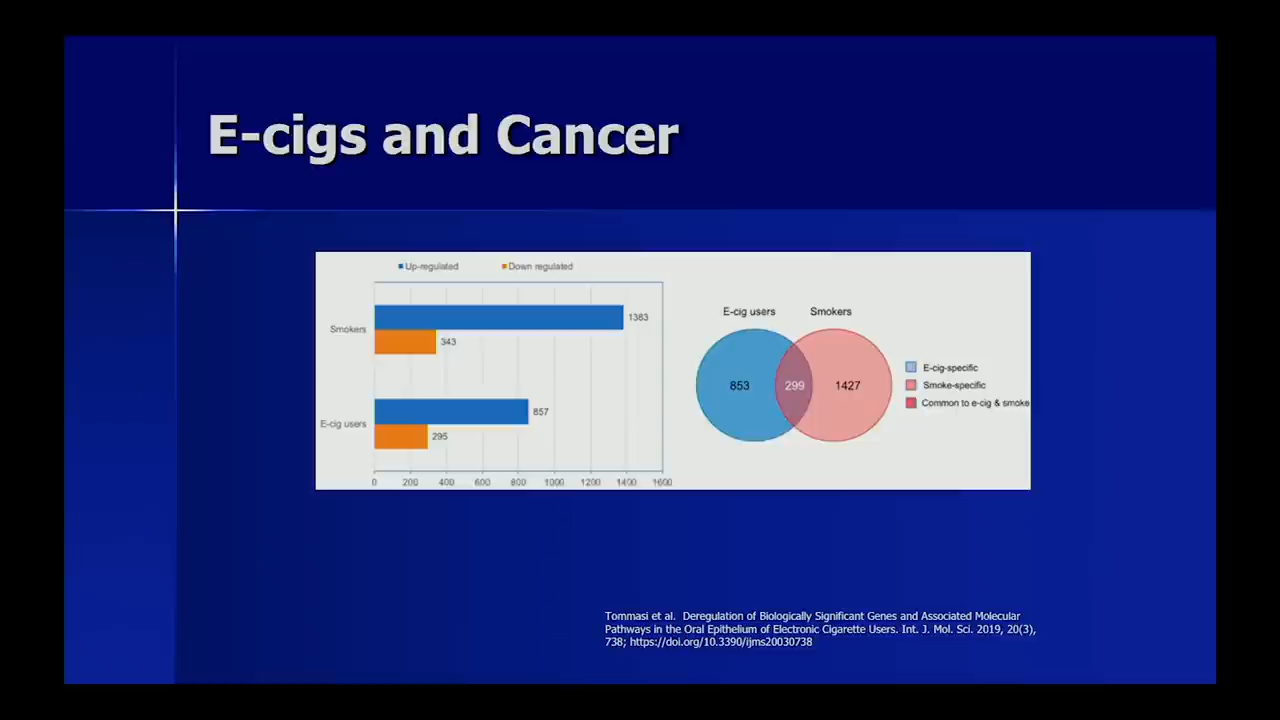 E-cigs and Cancer
Up-regulated Down regulated
Smokers
1383
343
E-cig users
857
295
0 200 400 600 800 1000 1200 1400 1600
E-cig users Smokers
853 299 1427
E-cig-specific
Smoke-specific
Common to e-cig & smoke
Tommasi et al. Deregulation of Biologically Significant Genes and Associated Molecular
Pathways in the Oral Epithelium of Electronic Cigarette Users. Int. J. Mol. Sci. 2019, 20(3),
738; https://doi.org/10.3390/ijms20030738